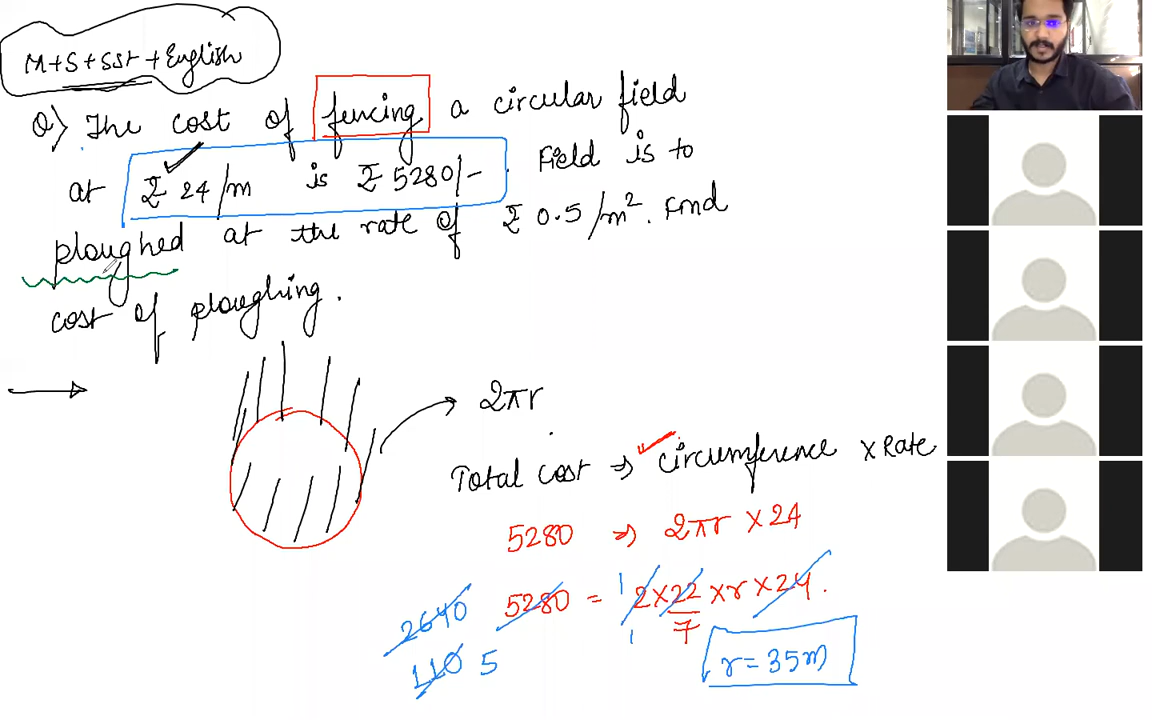 M+S+SST+English
Q) The cost of fencing a circular field
at ₹ 24/m is ₹ 5280/- . Field is to
ploughed at the rate of ₹ 0.5/m². Find
cost of ploughing.
2πr
Total cost ⇒ circumference × Rate
5280 ⇒ 2πr × 24
5280 = 2 × 22/7 × r × 24.
1
1
2640
110 5
r = 35m